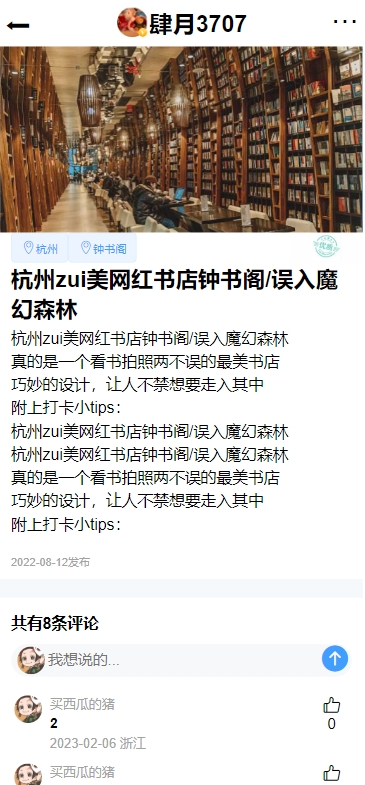 肆月3707
杭州 钟书阁
优惠
杭州zui美网红书店钟书阁/误入魔
幻森林
杭州zui美网红书店钟书阁/误入魔幻森林
真的是一个看书拍照两不误的最美书店
巧妙的设计，让人不禁想要走入其中
附上打卡小tips：
杭州zui美网红书店钟书阁/误入魔幻森林
杭州zui美网红书店钟书阁/误入魔幻森林
真的是一个看书拍照两不误的最美书店
巧妙的设计，让人不禁想要走入其中
附上打卡小tips：
2022-08-12发布
共有8条评论
我想说的...
买西瓜的猪
2
0
2023-02-06 浙江
买西瓜的猪